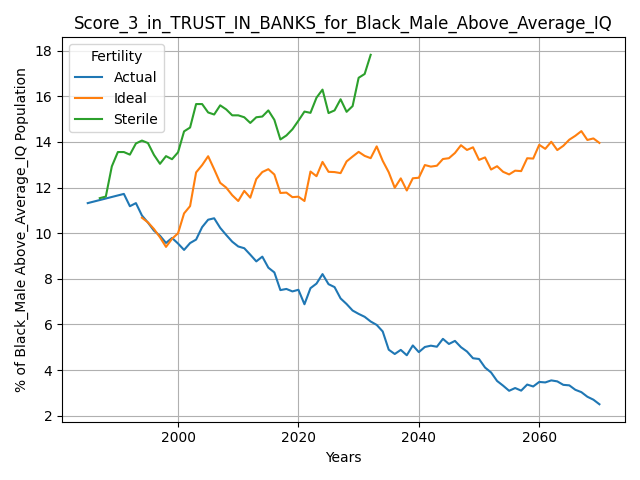 Score_3_in_TRUST_IN_BANKS_for_Black_Male_Above_Average_IQ
Fertility
Actual
Ideal
Sterile
% of Black_Male Above_Average_IQ Population
18
16
14
12
10
8
6
4
2
2000
2020
2040
2060
Years